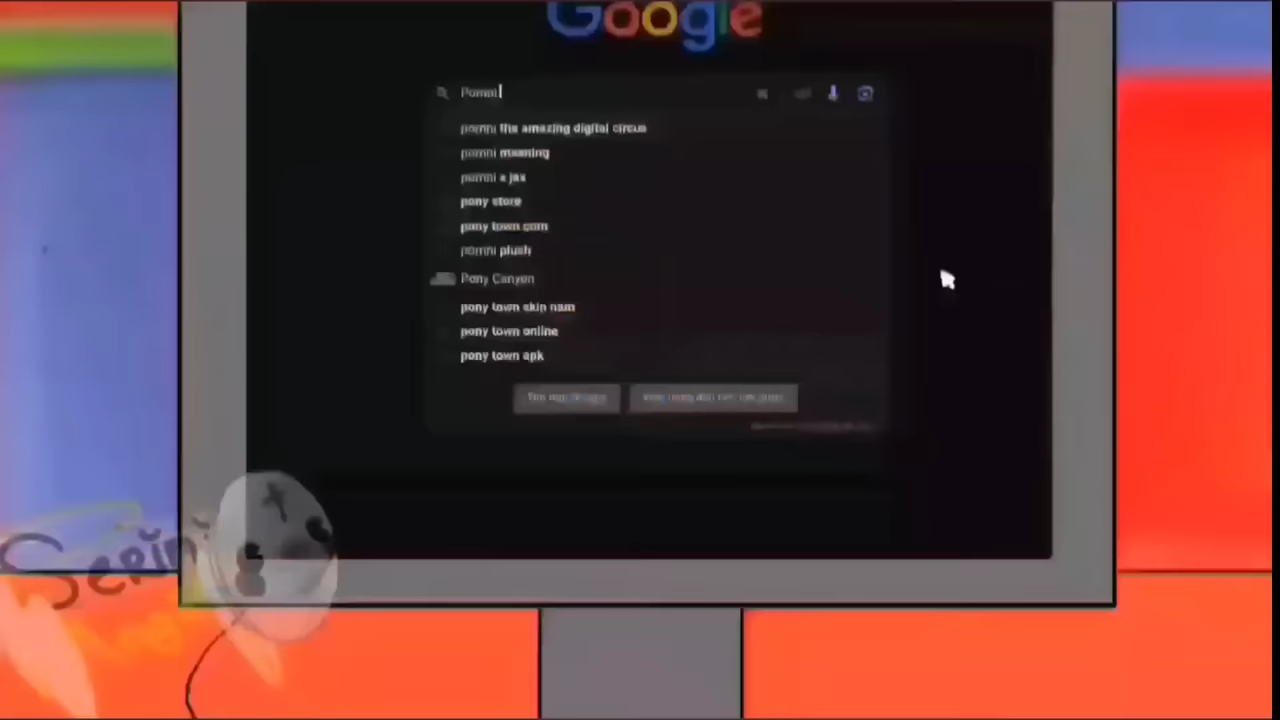 Google
Pomni
pomni the amazing digital circus
pomni meaning
pomni e jax
pony store
pony town com
pomni plush
Pony Canyon
pony town skin nam
pony town online
pony town apk